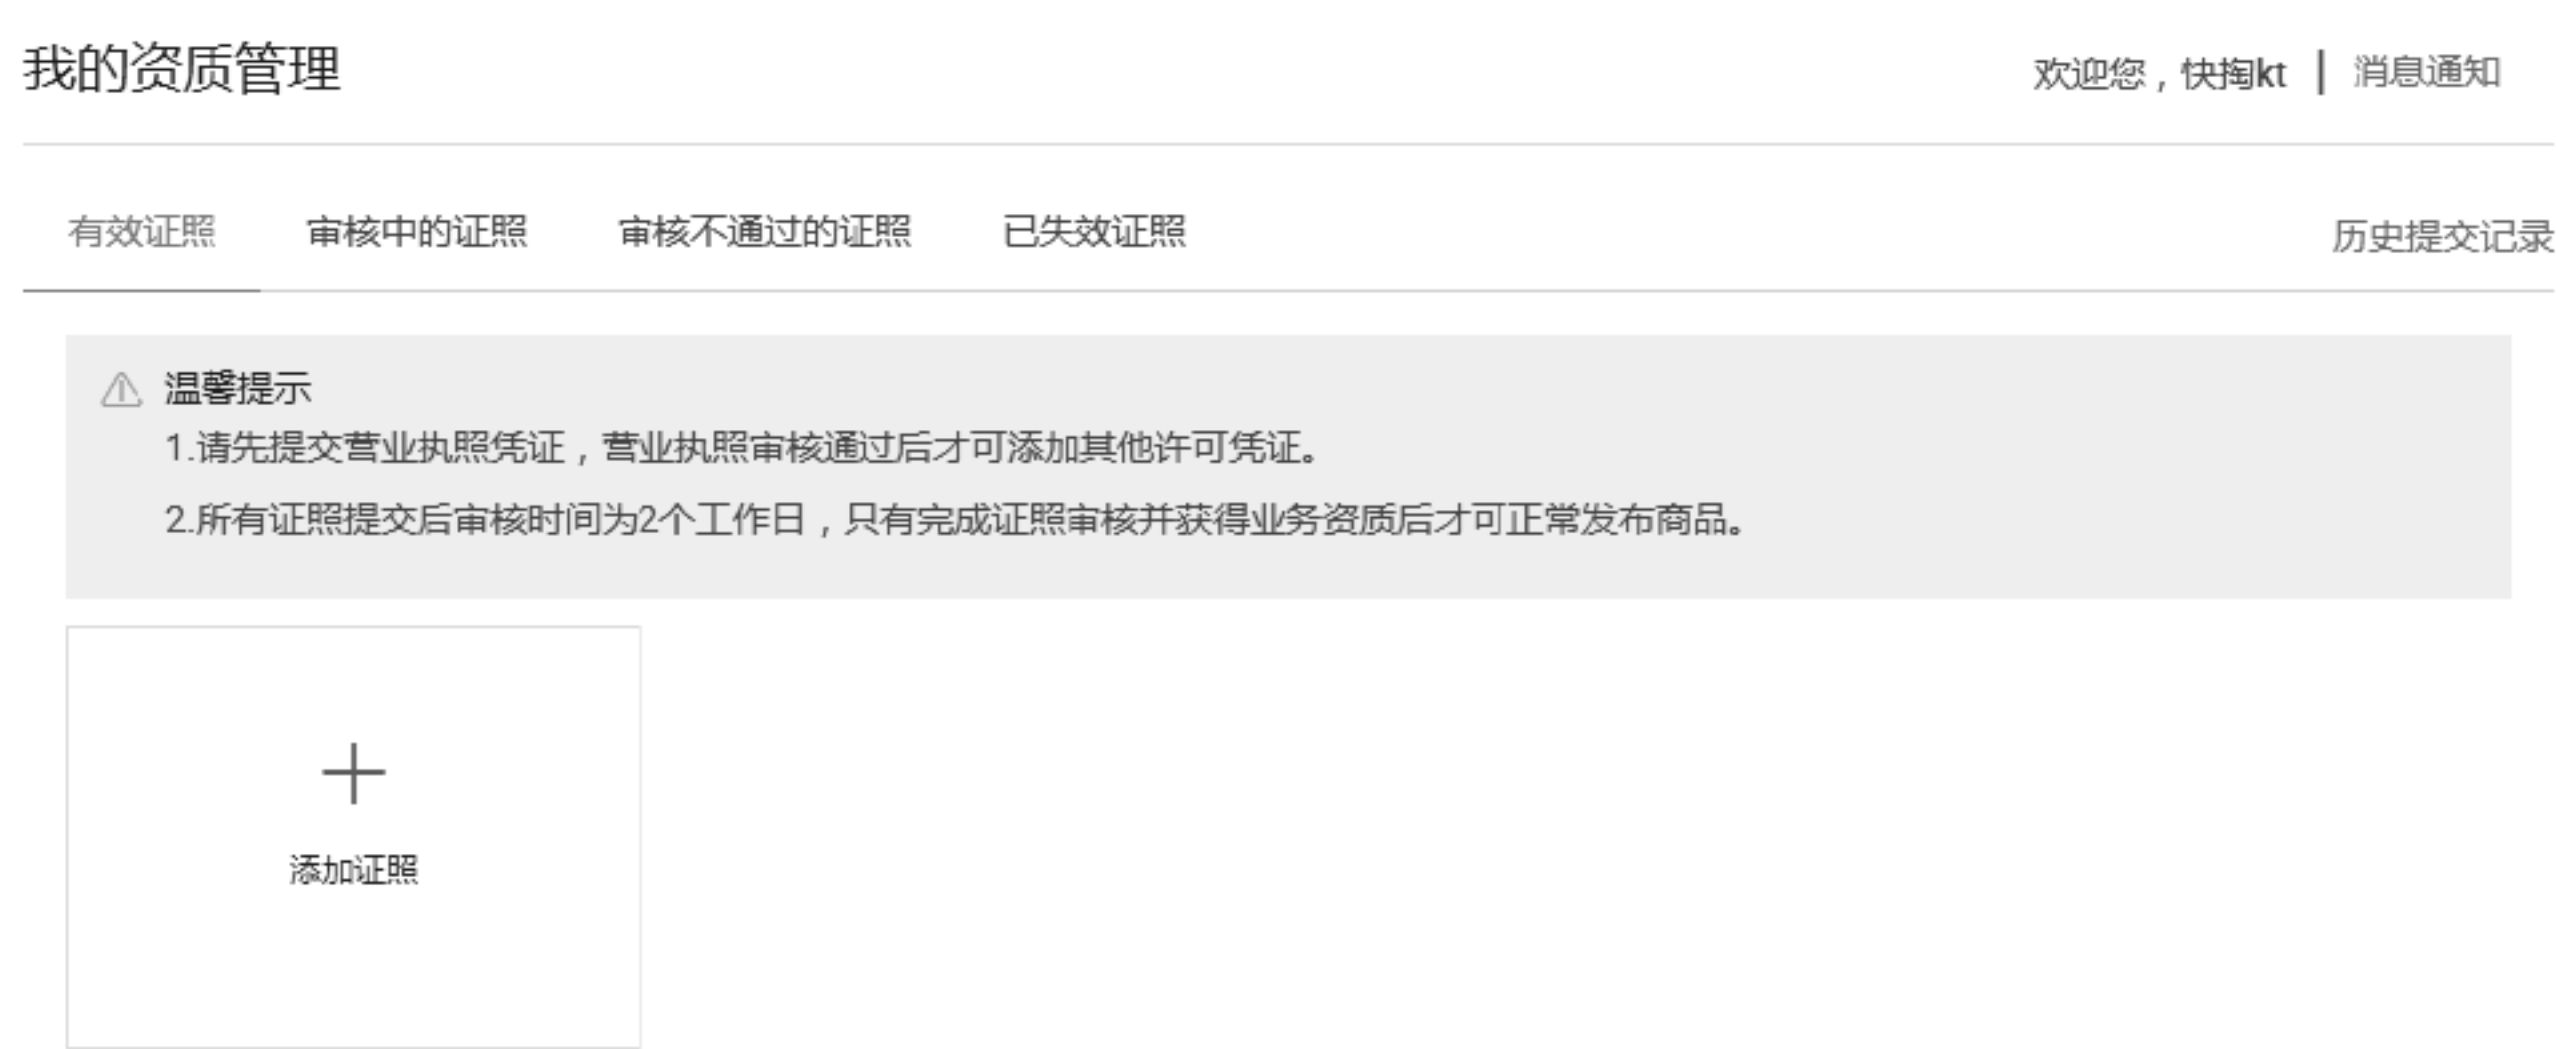 我的资质管理
欢迎您，快掏kt | 消息通知
有效证照 审核中的证照 审核不通过的证照 已失效证照 历史提交记录
温馨提示
1.请先提交营业执照凭证，营业执照审核通过后才可添加其他许可凭证。
2.所有证照提交后审核时间为2个工作日，只有完成证照审核并获得业务资质后才可正常发布商品。
添加证照